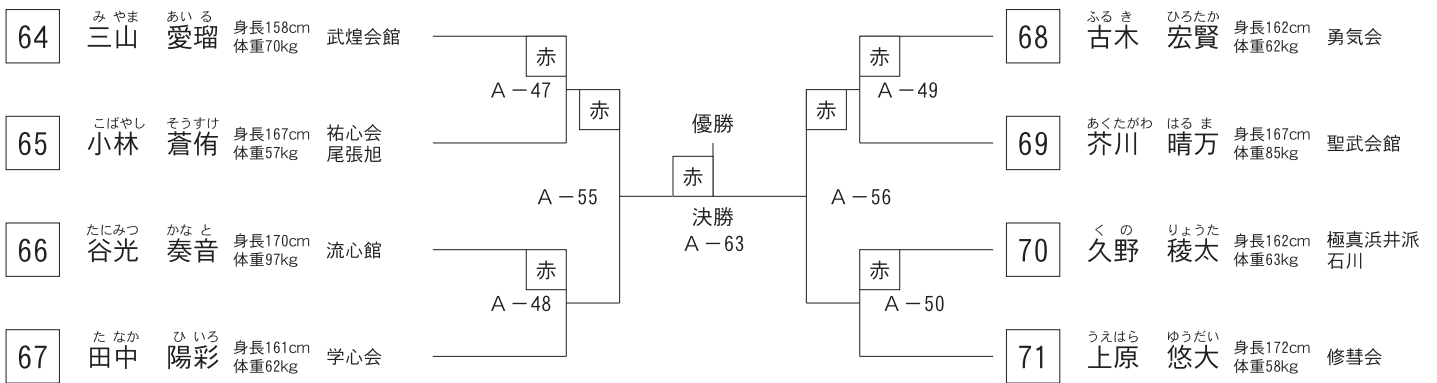 64
み やま あい る
三山 愛瑠
身長158cm
体重70kg
武煌会館
65
こばやし そうすけ
小林 蒼侑
身長167cm
体重57kg
祐心会
尾張旭
66
たにみつ かな と
谷光 奏音
身長170cm
体重97kg
流心館
67
た なか ひ いろ
田中 陽彩
身長161cm
体重62kg
学心会
赤
A－47
赤
A－55
赤
A－48
優勝
赤
決勝
A－63
赤
A－49
赤
A－56
赤
A－50
68
ふる き ひろたか
古木 宏賢
身長162cm
体重62kg
勇気会
69
あくたがわ はる ま
芥川 晴万
身長167cm
体重85kg
聖武会館
70
く の りょうた
久野 稜太
身長162cm
体重63kg
極真浜井派
石川
71
うえはら ゆうだい
上原 悠大
身長172cm
体重58kg
修彗会